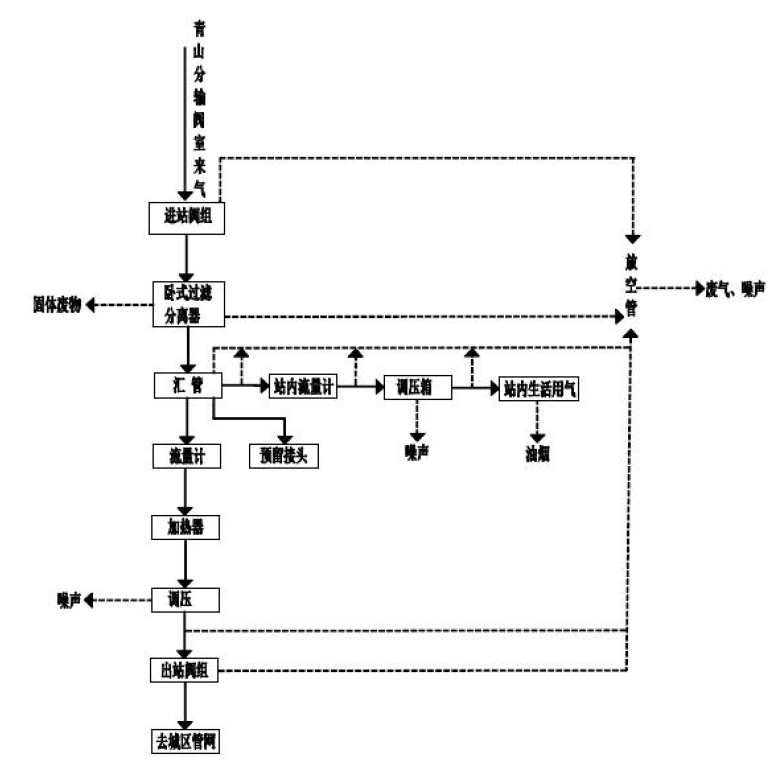 青山分输阀室来气
进站阀组
放空管
废气、噪声
固体废物
卧式过滤
分离器
汇 管
站内流量计
调压箱
站内生活用气
流量计
预留接头
噪声
油烟
加热器
噪声
调压
出站阀组
去城区管网